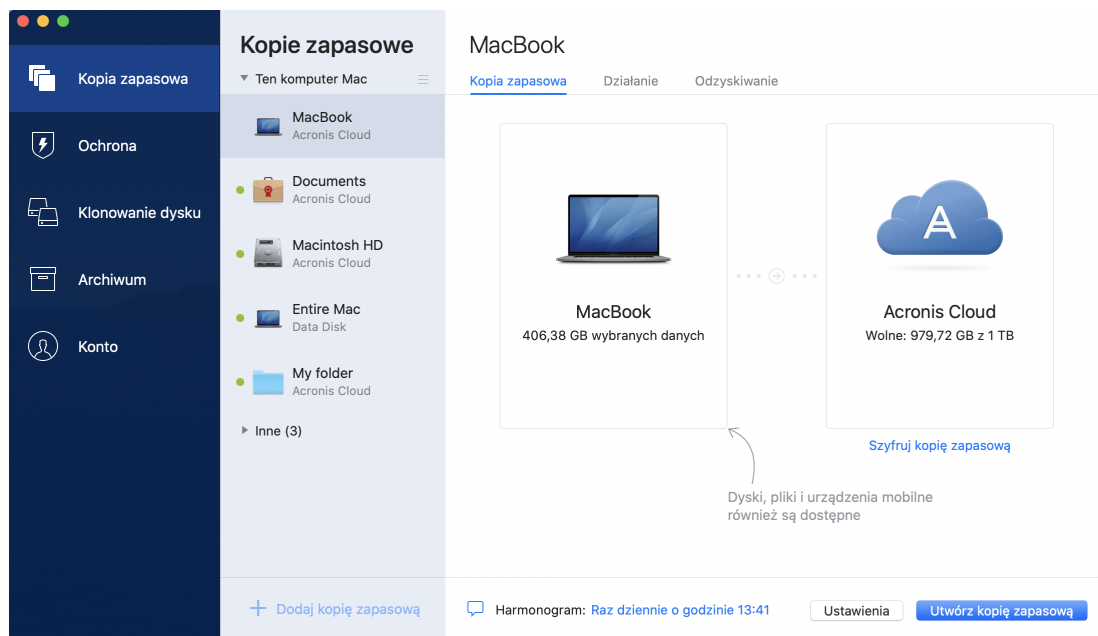 Kopia zapasowa
Ochrona
Klonowanie dysku
Archiwum
Konto
Kopie zapasowe
Ten komputer Mac
MacBook
Acronis Cloud
Documents
Acronis Cloud
Macintosh HD
Acronis Cloud
Entire Mac
Data Disk
My folder
Acronis Cloud
Inne (3)
Dodaj kopię zapasową
MacBook
Kopia zapasowa Działanie Odzyskiwanie
MacBook
406,38 GB wybranych danych
A
Acronis Cloud
Wolne: 979,72 GB z 1 TB
Szyfruj kopię zapasową
Dyski, pliki i urządzenia mobilne
również są dostępne
Harmonogram: Raz dziennie o godzinie 13:41
Ustawienia
Utwórz kopię zapasową